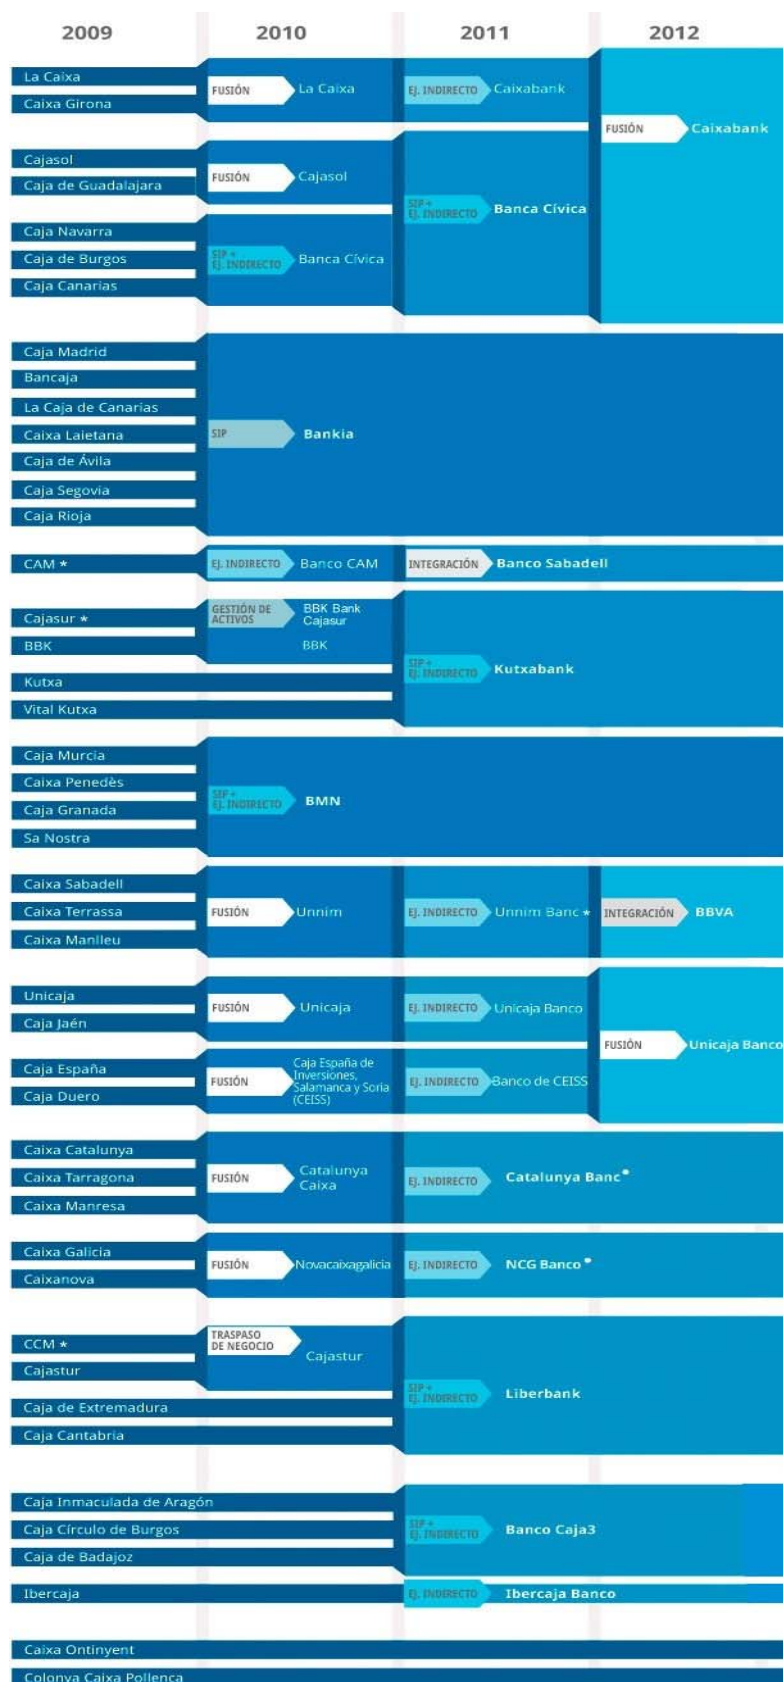 2009 2010 2011 2012
La Caixa
Caixa Girona
FUSIÓN La Caixa
EJ. INDIRECTO Caixabank
FUSIÓN Caixabank
Cajasol
Caja de Guadalajara
FUSIÓN Cajasol
SIP +
EJ. INDIRECTO
Banca Cívica
Caja Navarra
Caja de Burgos
Caja Canarias
SIP +
EJ. INDIRECTO
Banca Cívica
Caja Madrid
Bancaja
La Caja de Canarias
Caixa Laietana
Caja de Ávila
Caja Segovia
Caja Rioja
SIP Bankia
CAM *
EJ. INDIRECTO Banco CAM
INTEGRACIÓN Banco Sabadell
Cajasur *
BBK
GESTIÓN DE
ACTIVOS
BBK Bank
Cajasur
BBK
Kutxa
Vital Kutxa
SIP +
EJ. INDIRECTO
Kutxabank
Caja Murcia
Caixa Penedès
Caja Granada
Sa Nostra
SIP +
EJ. INDIRECTO
BMN
Caixa Sabadell
Caixa Terrassa
Caixa Manlleu
FUSIÓN Unnim
EJ. INDIRECTO Unnim Banc *
INTEGRACIÓN BBVA
Unicaja
Caja Jaén
FUSIÓN Unicaja
EJ. INDIRECTO Unicaja Banco
FUSIÓN Unicaja Banco
Caja España
Caja Duero
FUSIÓN
Caja España de
Inversiones,
Salamanca y Soria
(CEISS)
EJ. INDIRECTO Banco de CEISS
Caixa Catalunya
Caixa Tarragona
Caixa Manresa
FUSIÓN
Catalunya
Caixa
EJ. INDIRECTO Catalunya Banc*
Caixa Galicia
Caixanova
FUSIÓN Novacaixagalicia
EJ. INDIRECTO NCG Banco *
CCM *
Cajastur
TRASPASO
DE NEGOCIO
Cajastur
Caja de Extremadura
Caja Cantabria
SIP +
EJ. INDIRECTO
Liberbank
Caja Inmaculada de Aragón
Caja Círculo de Burgos
Caja de Badajoz
SIP +
EJ. INDIRECTO
Banco Caja3
Ibercaja
EJ. INDIRECTO Ibercaja Banco
Caixa Ontinyent
Colonya Caixa Pollença